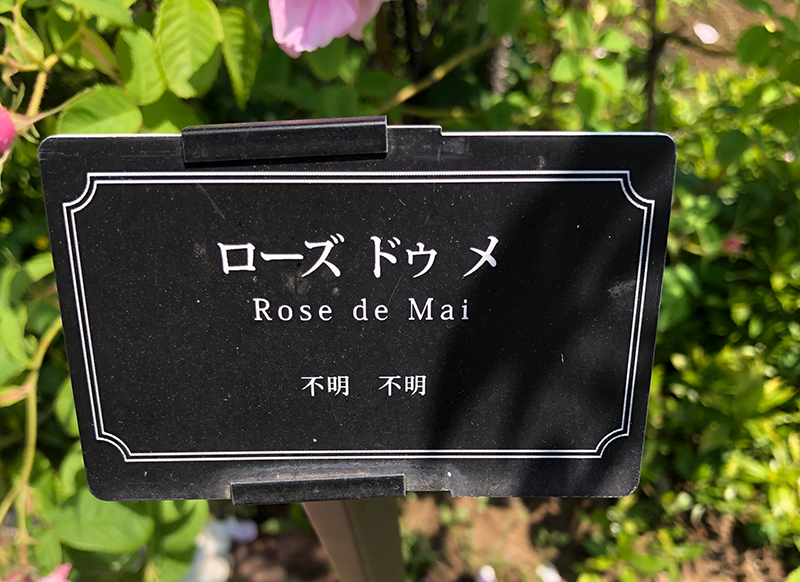 ローズ ドゥ メ
Rose de Mai
不明 不明